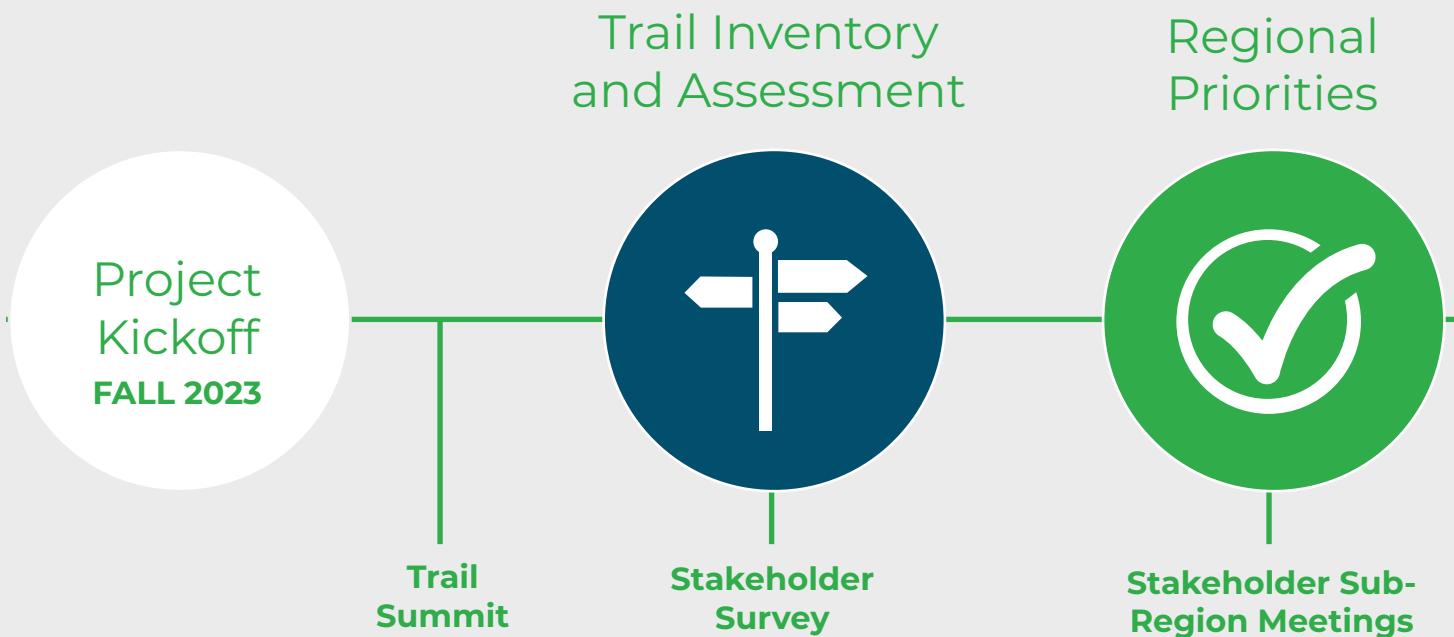 Project
Kickoff
FALL 2023
Trail
Summit
Trail Inventory
and Assessment
Stakeholder
Survey
Regional
Priorities
Stakeholder Sub-
Region Meetings